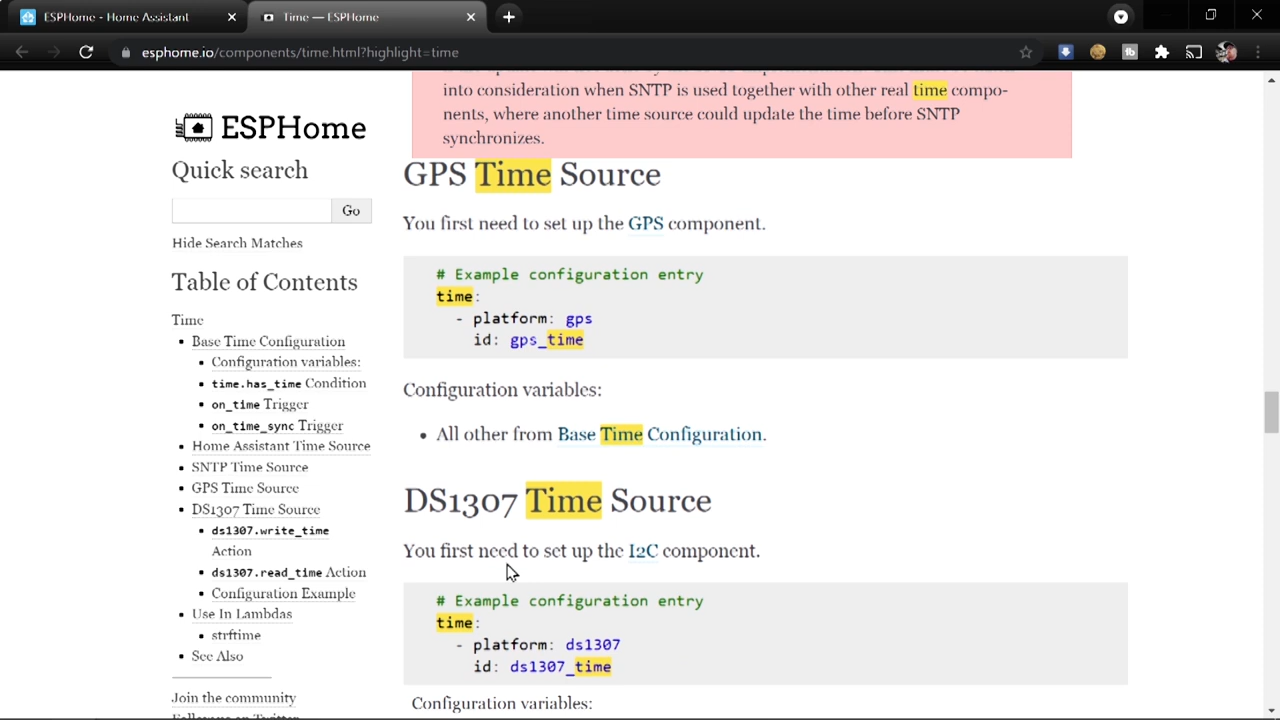 ESPHome - Home Assistant
Time — ESPHome
esphome.io/components/time.html?highlight=time
ESPHome
Quick search
Go
Hide Search Matches
Table of Contents
Time
Base Time Configuration
Configuration variables:
time.has_time Condition
on_time Trigger
on_time_sync Trigger
Home Assistant Time Source
SNTP Time Source
GPS Time Source
DS1307 Time Source
ds1307.write_time
Action
ds1307.read_time Action
Configuration Example
Use In Lambdas
strftime
See Also
Join the community
into consideration when SNTP is used together with other real time compo-
nents, where another time source could update the time before SNTP
synchronizes.
GPS Time Source
You first need to set up the GPS component.
# Example configuration entry
time:
- platform: gps
id: gps_time
Configuration variables:
All other from Base Time Configuration.
DS1307 Time Source
You first need to set up the I2C component.
# Example configuration entry
time:
- platform: ds1307
id: ds1307_time
Configuration variables: